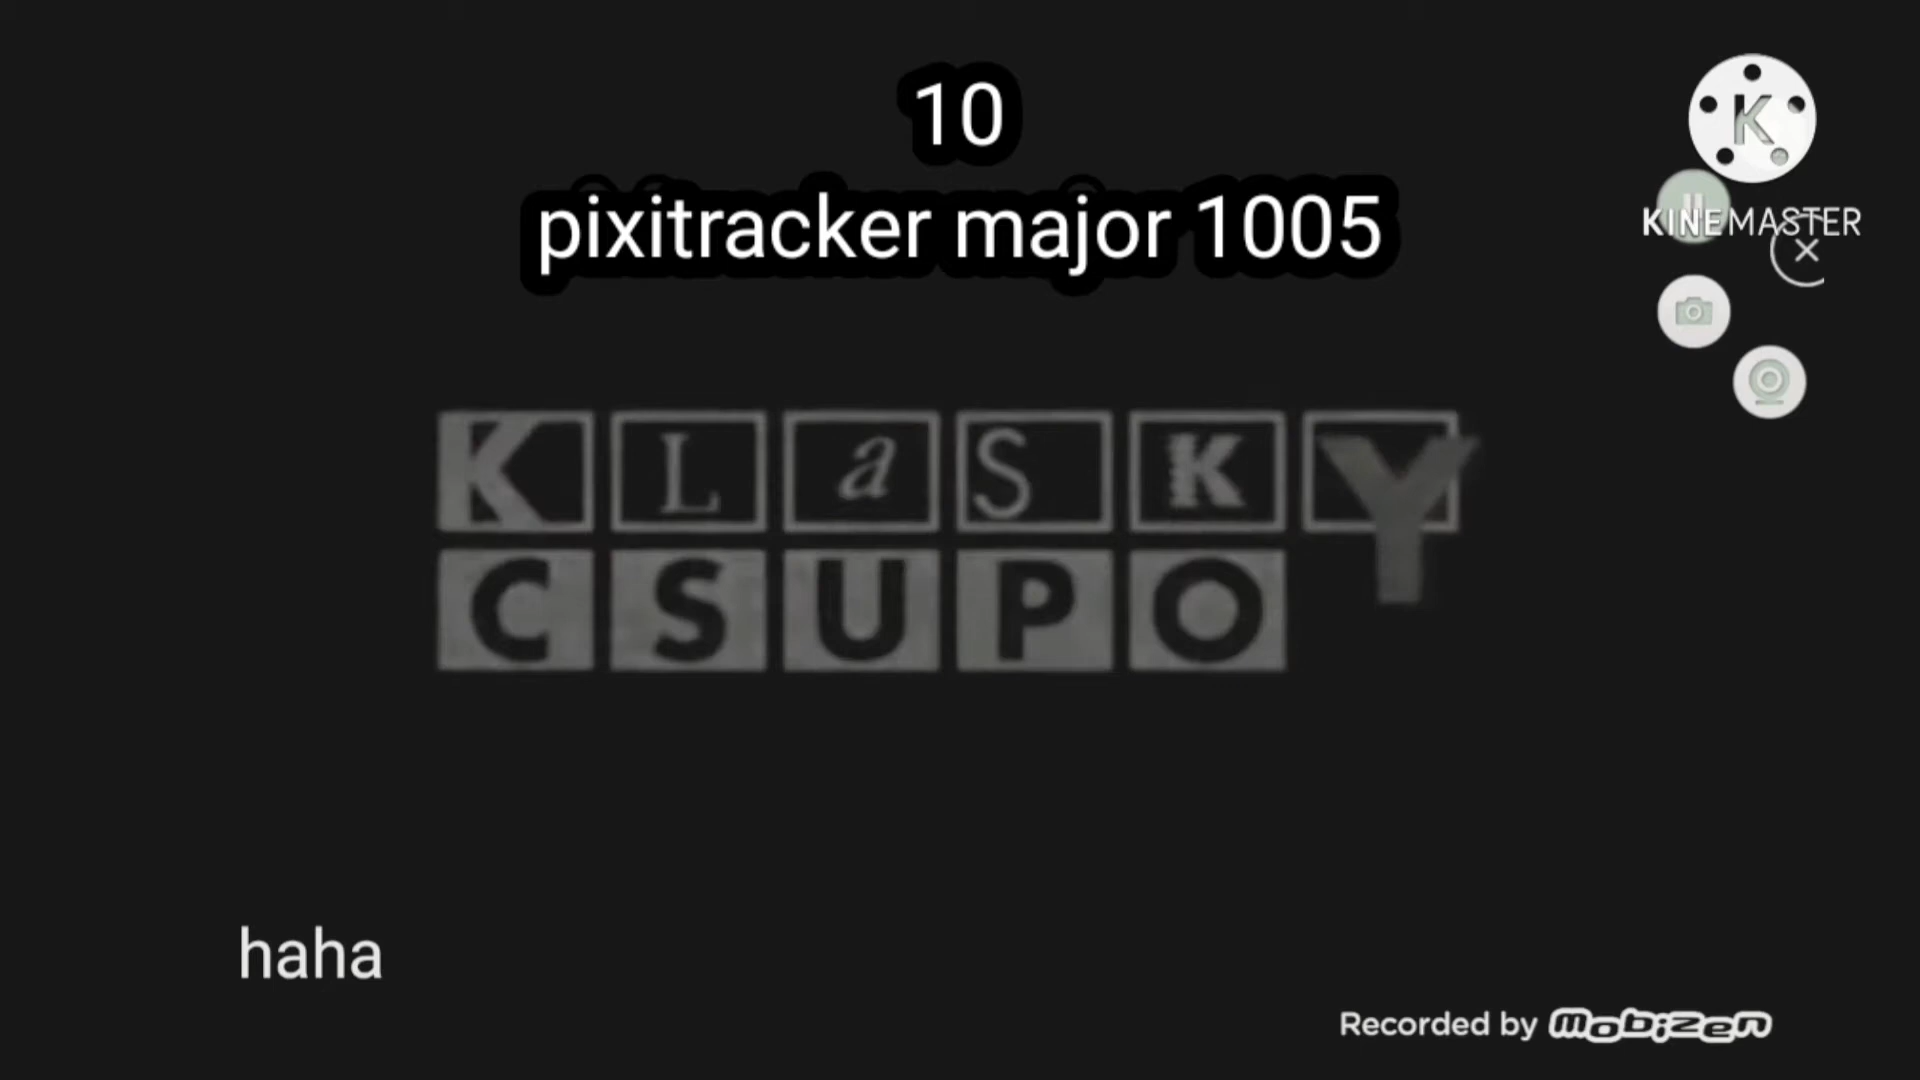 10
pixitracker major 1005
K
KINEMASTER
KLaSKY
CSUPO
haha
Recorded by mobizen